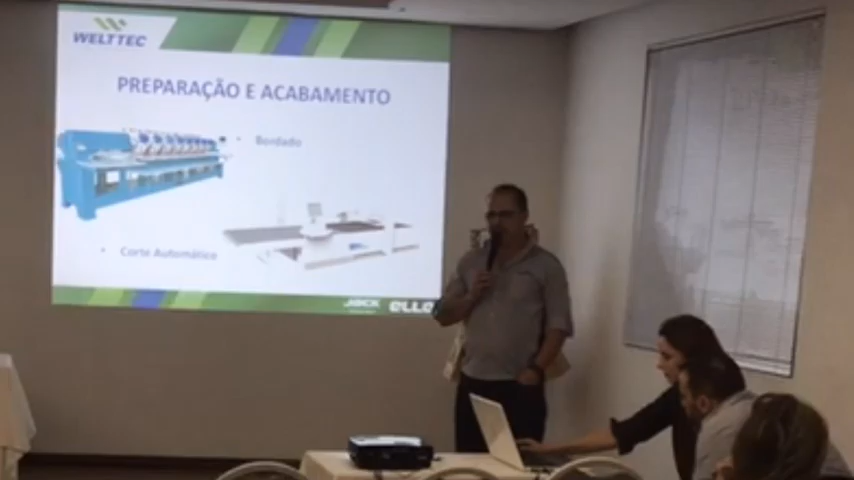 WELTTEC
PREPARAÇÃO E ACABAMENTO
• Bordado
• Corte Automático
JACK
elle